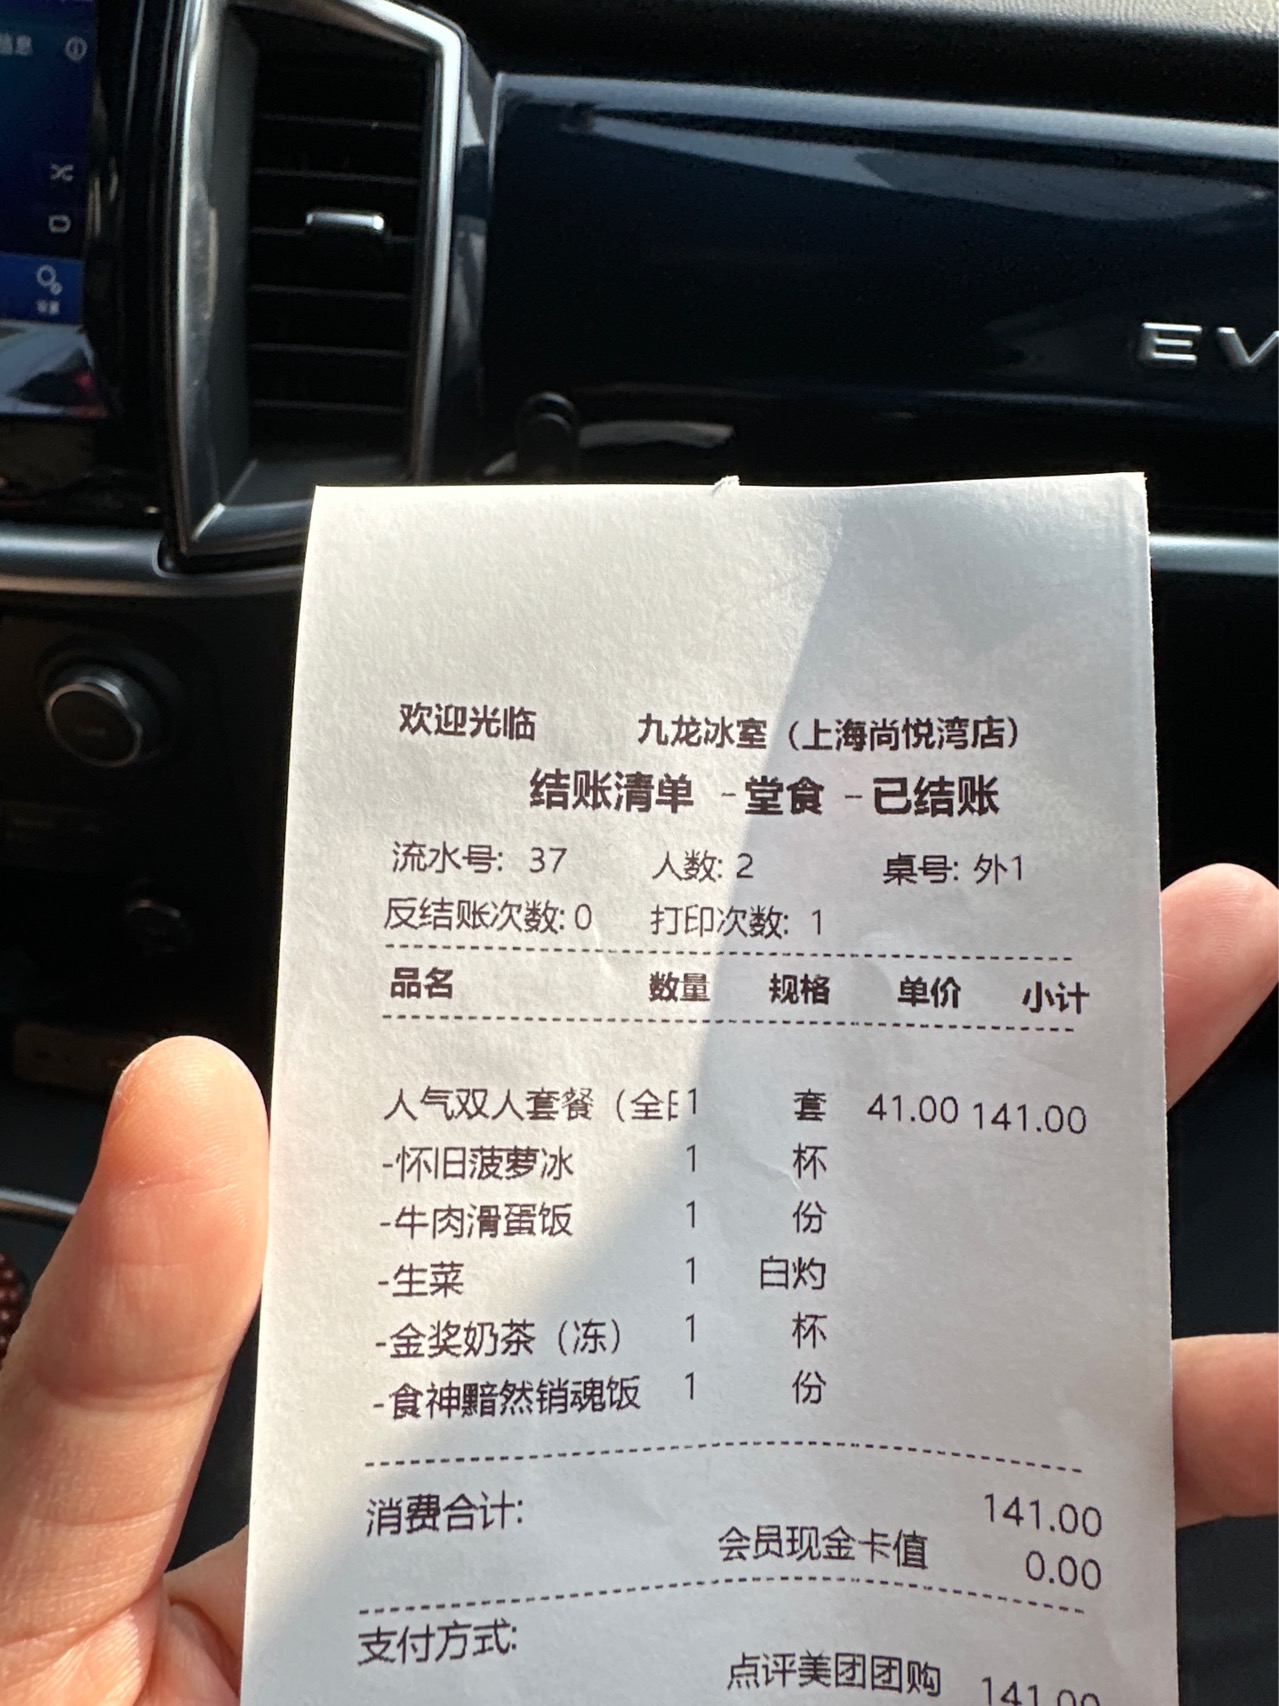 信息
EV
欢迎光临 九龙冰室（上海尚悦湾店）
结账清单 - 堂食 - 已结账
流水号: 37 人数: 2 桌号: 外1
反结账次数: 0 打印次数: 1
品名 数量 规格 单价 小计
人气双人套餐（全 1 套 41.00 141.00
-怀旧菠萝冰 1 杯
-牛肉滑蛋饭 1 份
-生菜 1 白灼
-金奖奶茶（冻） 1 杯
-食神黯然销魂饭 1 份
消费合计: 141.00
会员现金卡值 0.00
支付方式:
点评美团团购 141.00